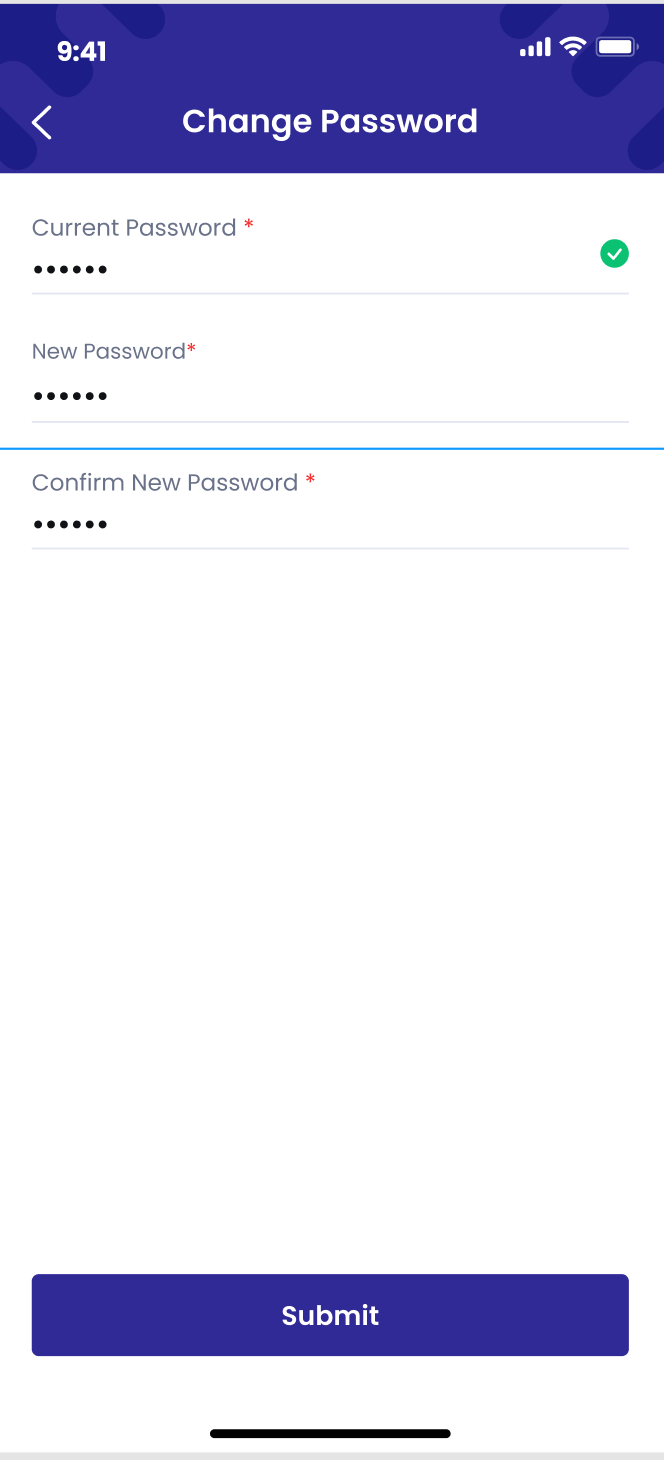 9:41
Change Password
Current Password *
••••••
New Password*
••••••
Confirm New Password *
••••••
Submit